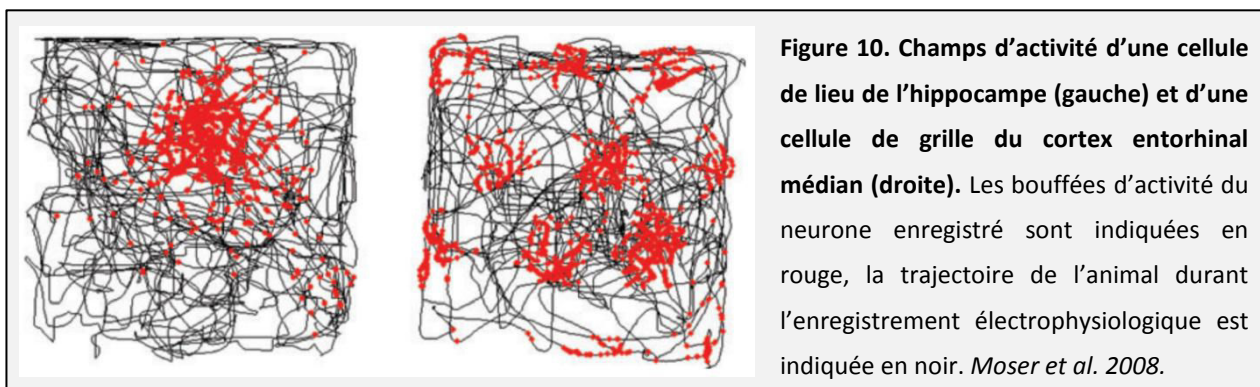 Figure 10. Champs d’activité d’une cellule
de lieu de l’hippocampe (gauche) et d’une
cellule de grille du cortex entorhinal
médian (droite). Les bouffées d’activité du
neurone enregistré sont indiquées en
rouge, la trajectoire de l’animal durant
l’enregistrement électrophysiologique est
indiquée en noir. Moser et al. 2008.